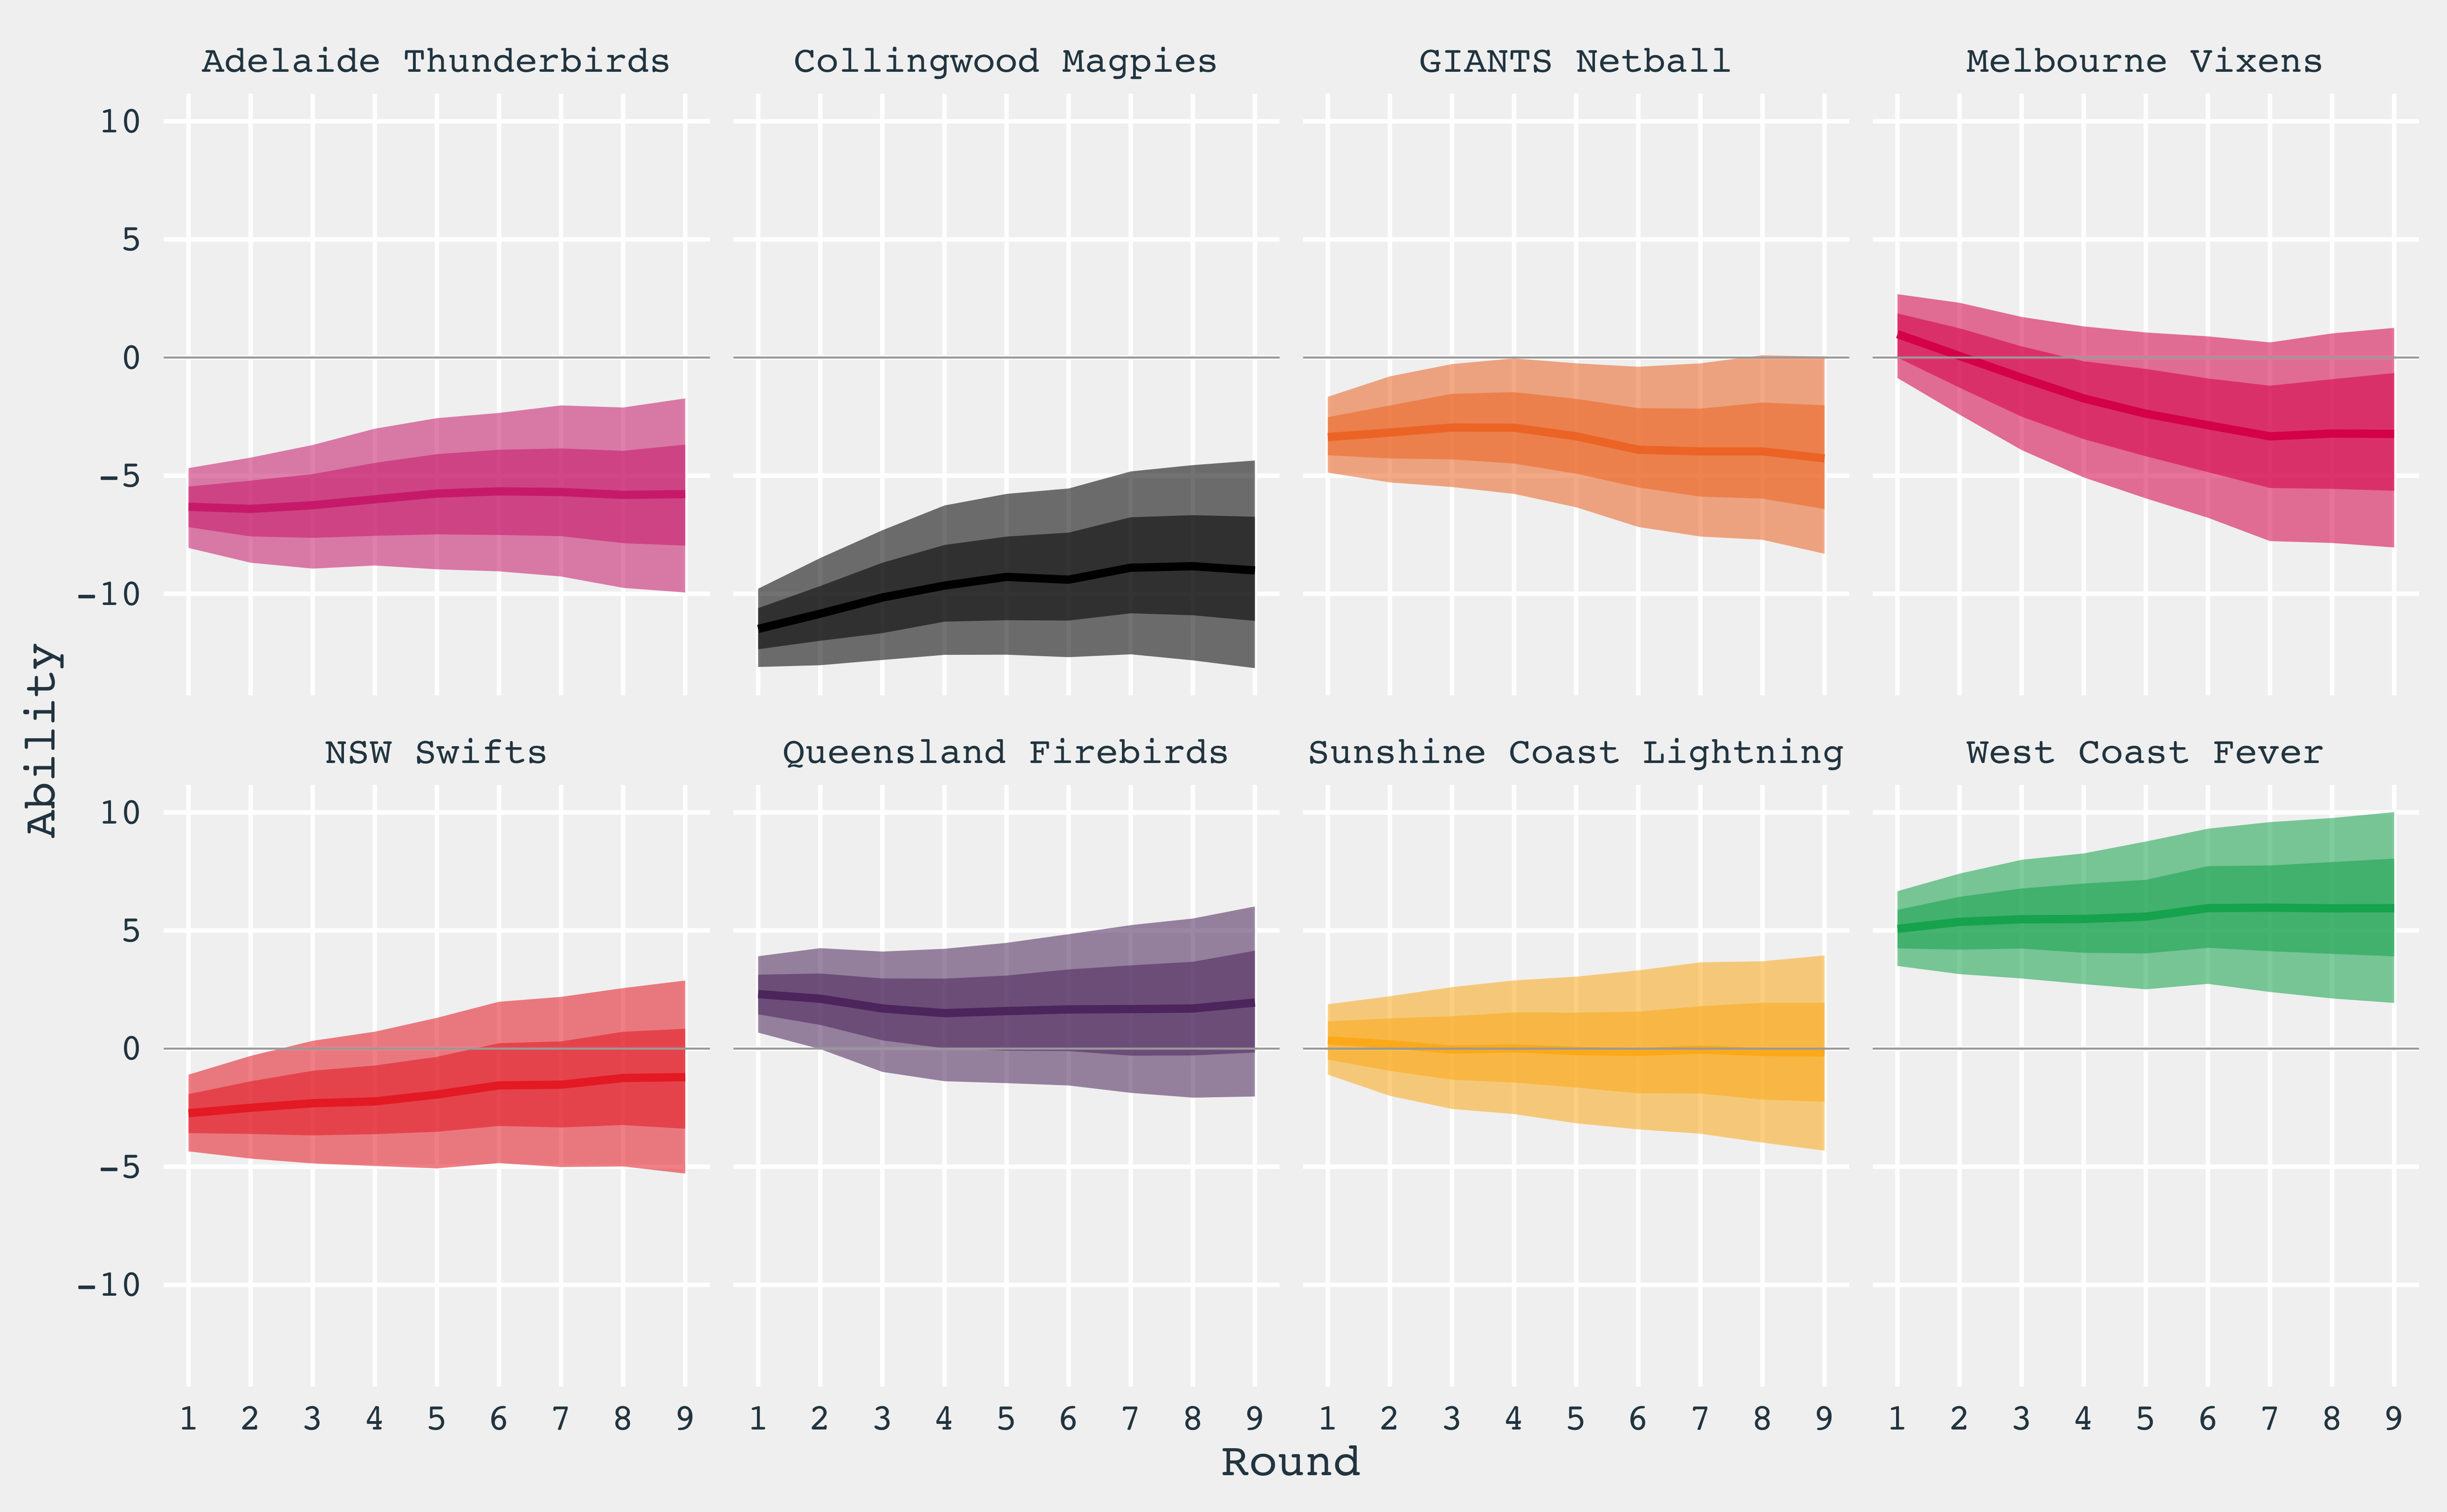 Adelaide Thunderbirds Collingwood Magpies GIANTS Netball Melbourne Vixens
10
5
0
-5
-10
Ability
NSW Swifts Queensland Firebirds Sunshine Coast Lightning West Coast Fever
10
5
0
-5
-10
1 2 3 4 5 6 7 8 9 1 2 3 4 5 6 7 8 9 1 2 3 4 5 6 7 8 9 1 2 3 4 5 6 7 8 9
Round